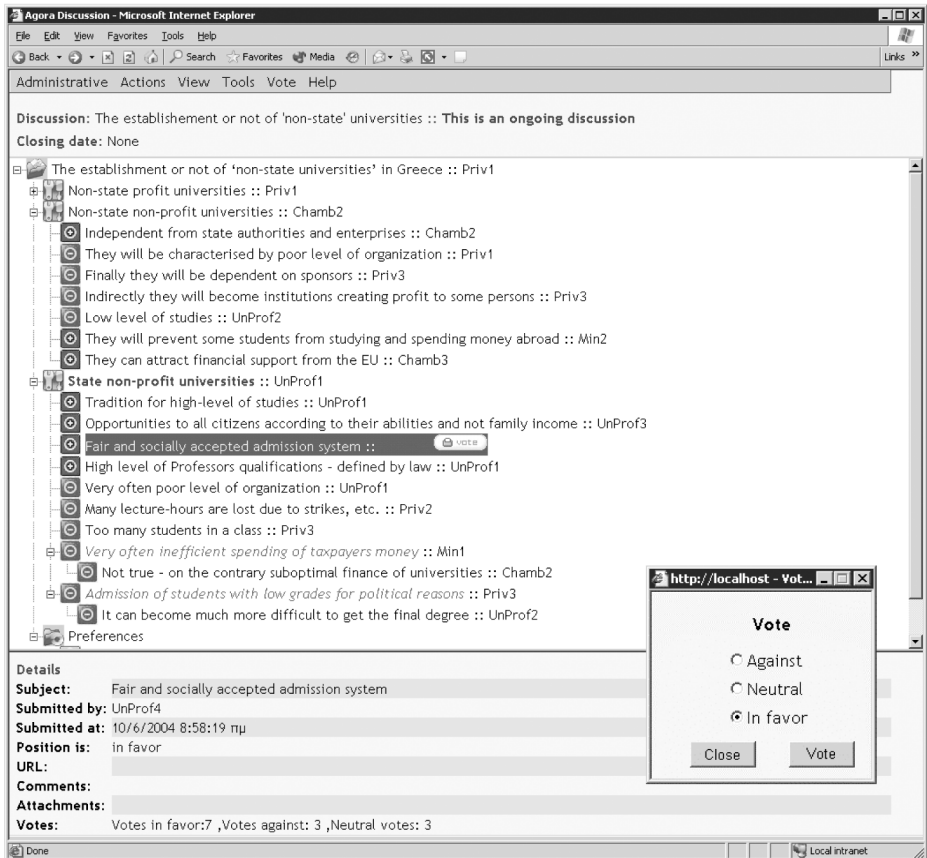 Agora Discussion - Microsoft Internet Explorer
File Edit View Favorites Tools Help
Back Search Favorites Media Links »
Administrative Actions View Tools Vote Help
Discussion: The establishement or not of 'non-state' universities :: This is an ongoing discussion
Closing date: None
The establishment or not of ‘non-state universities’ in Greece :: Priv1
Non-state profit universities :: Priv1
Non-state non-profit universities :: Chamb2
Independent from state authorities and enterprises :: Chamb2
They will be characterised by poor level of organization :: Priv1
Finally they will be dependent on sponsors :: Priv3
Indirectly they will become institutions creating profit to some persons :: Priv3
Low level of studies :: UnProf2
They will prevent some students from studying and spending money abroad :: Min2
They can attract financial support from the EU :: Chamb3
State non-profit universities :: UnProf1
Tradition for high-level of studies :: UnProf1
Opportunities to all citizens according to their abilities and not family income :: UnProf3
Fair and socially accepted admission system :: vote
High level of Professors qualifications - defined by law :: UnProf1
Very often poor level of organization :: UnProf1
Many lecture-hours are lost due to strikes, etc. :: Priv2
Too many students in a class :: Priv3
Very often inefficient spending of taxpayers money :: Min1
Not true - on the contrary suboptimal finance of universities :: Chamb2
Admission of students with low grades for political reasons :: Priv3
It can become much more difficult to get the final degree :: UnProf2
Preferences
http://localhost - Vot...
Vote
Against
Neutral
In favor
Close Vote
Details
Subject: Fair and socially accepted admission system
Submitted by: UnProf4
Submitted at: 10/6/2004 8:58:19 πμ
Position is: in favor
URL:
Comments:
Attachments:
Votes: Votes in favor:7 ,Votes against: 3 ,Neutral votes: 3
Done Local intranet